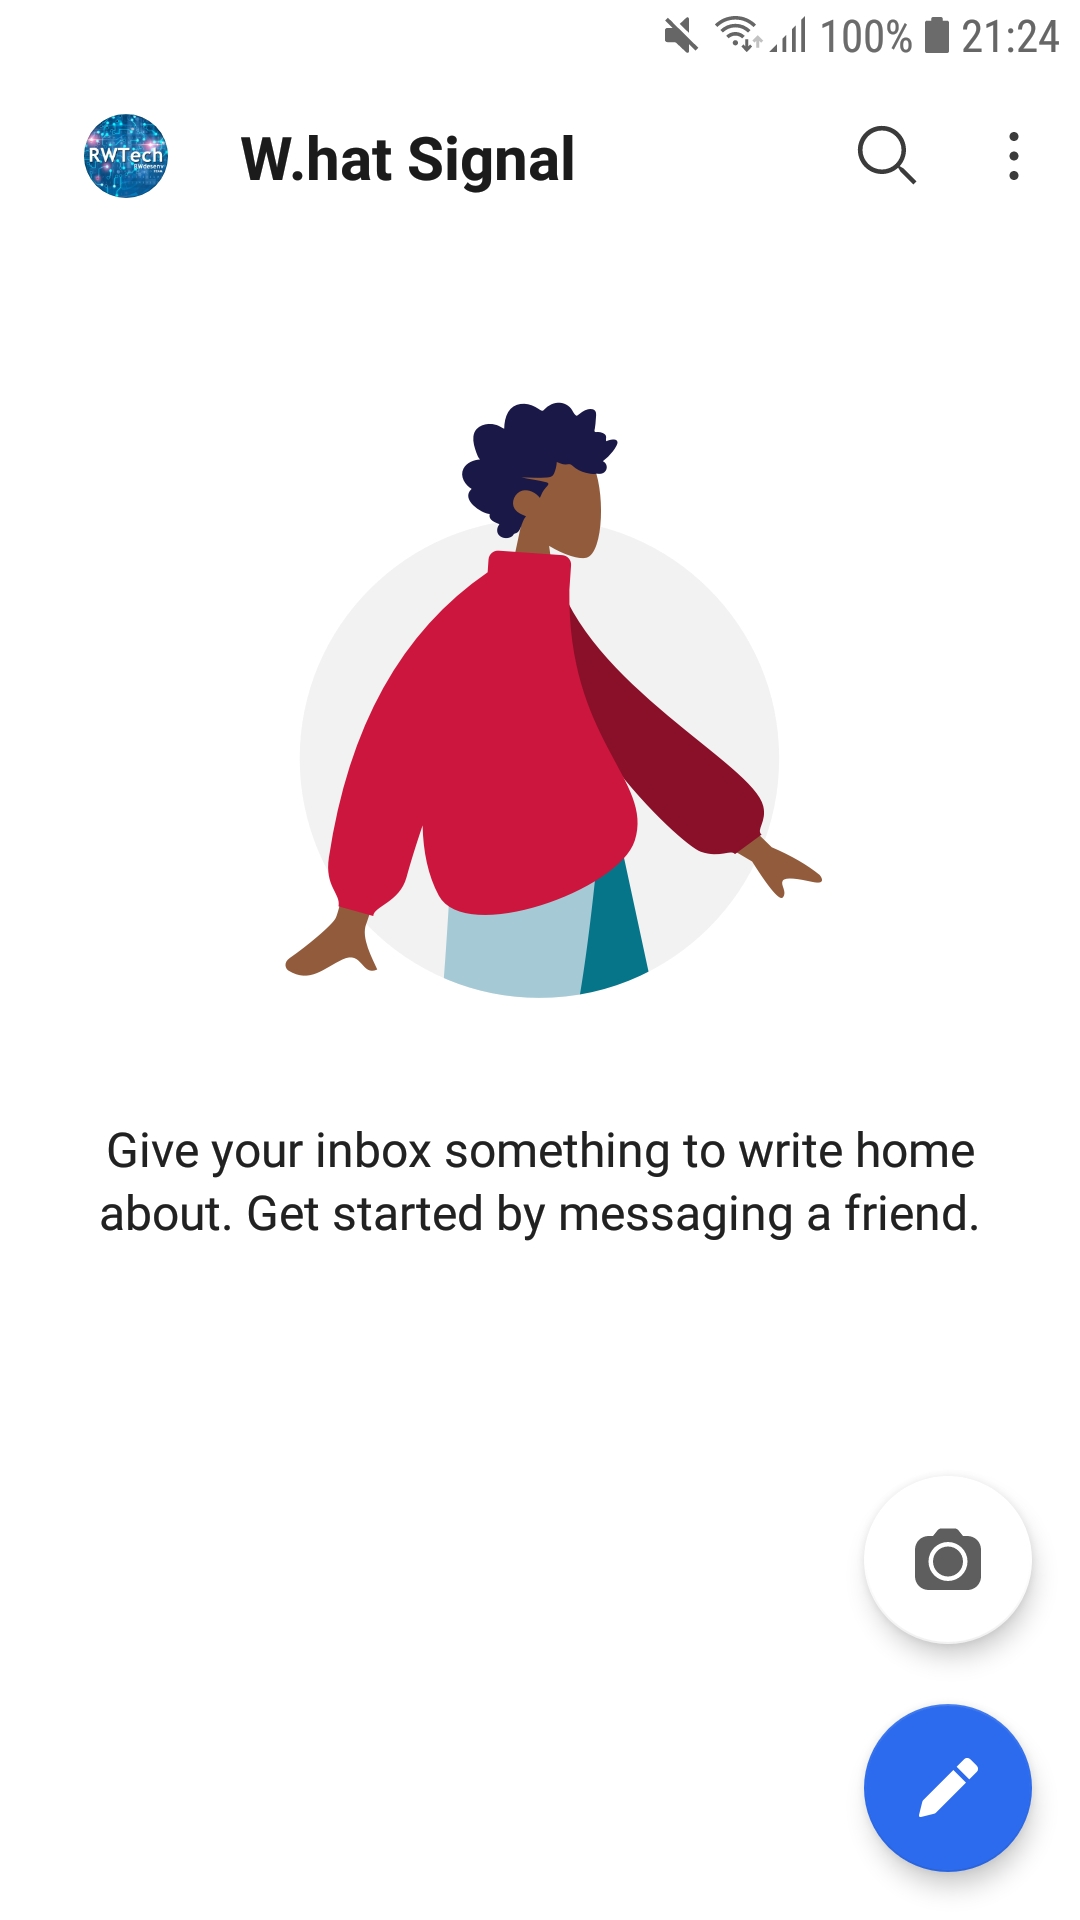 100% 21:24
RWTech
W.hat Signal
Give your inbox something to write home
about. Get started by messaging a friend.